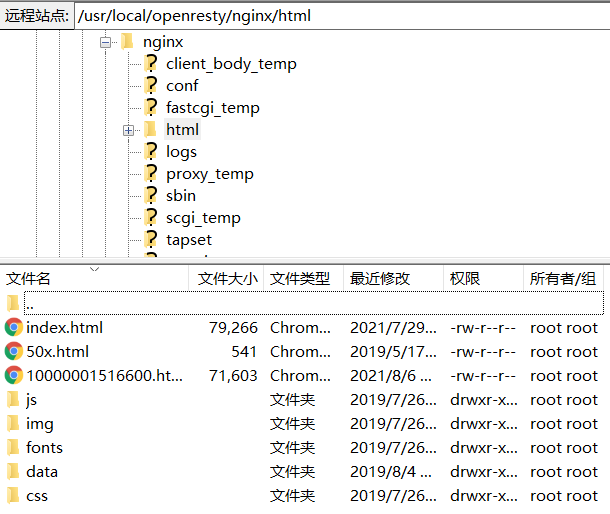 远程站点: /usr/local/openresty/nginx/html
nginx
client_body_temp
conf
fastcgi_temp
html
logs
proxy_temp
sbin
scgi_temp
tapset
文件名 文件大小 文件类型 最近修改 权限 所有者/组
..
index.html 79,266 Chrom... 2021/7/29... -rw-r--r-- root root
50x.html 541 Chrom... 2019/5/17... -rw-r--r-- root root
10000001516600.ht... 71,603 Chrom... 2021/8/6 ... -rw-r--r-- root root
js 文件夹 2019/7/26... drwxr-x... root root
img 文件夹 2019/7/26... drwxr-x... root root
fonts 文件夹 2019/7/26... drwxr-x... root root
data 文件夹 2019/8/4 ... drwxr-x... root root
css 文件夹 2019/7/26... drwxr-x... root root